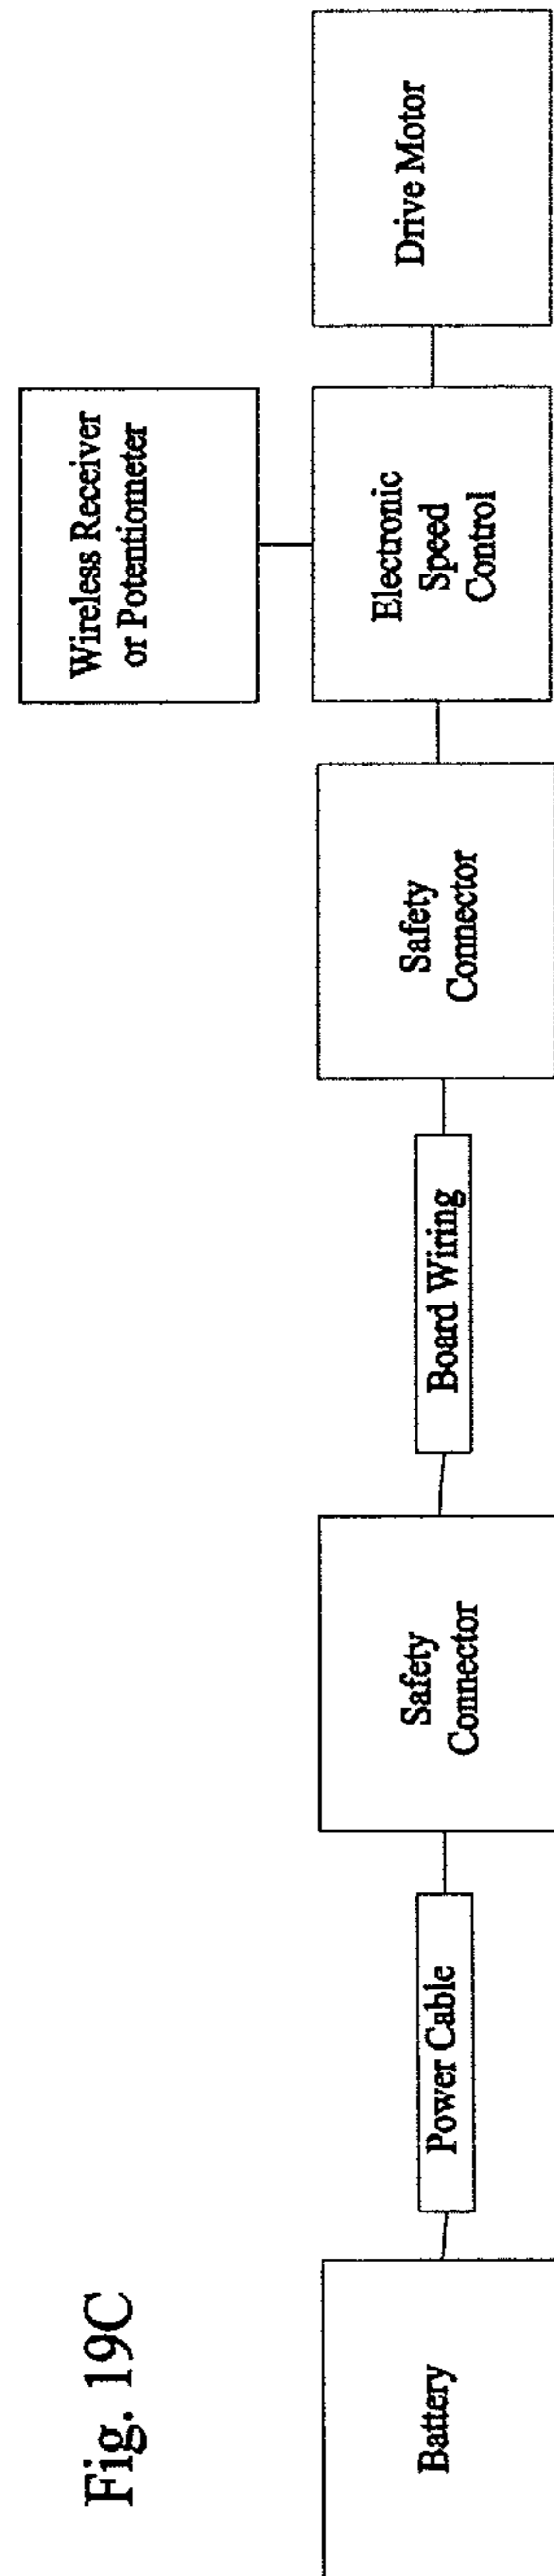 Fig. 19C
Battery
Power Cable
Safety
Connector
Board Wiring
Safety
Connector
Electronic
Speed
Control
Wireless Receiver
or Potentiometer
Drive Motor